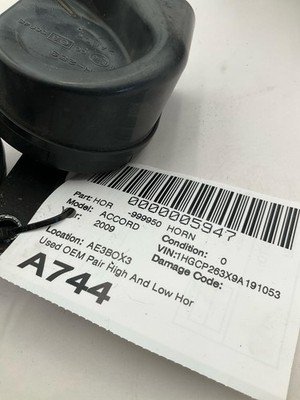 0000005947
Part: HOR -999950 HORN
Model: ACCORD Condition: 0
2009 VIN:1HGCP263X9A191053
Location: AE3BOX3 Damage Code:
Used OEM Pair High And Low Hor
A744